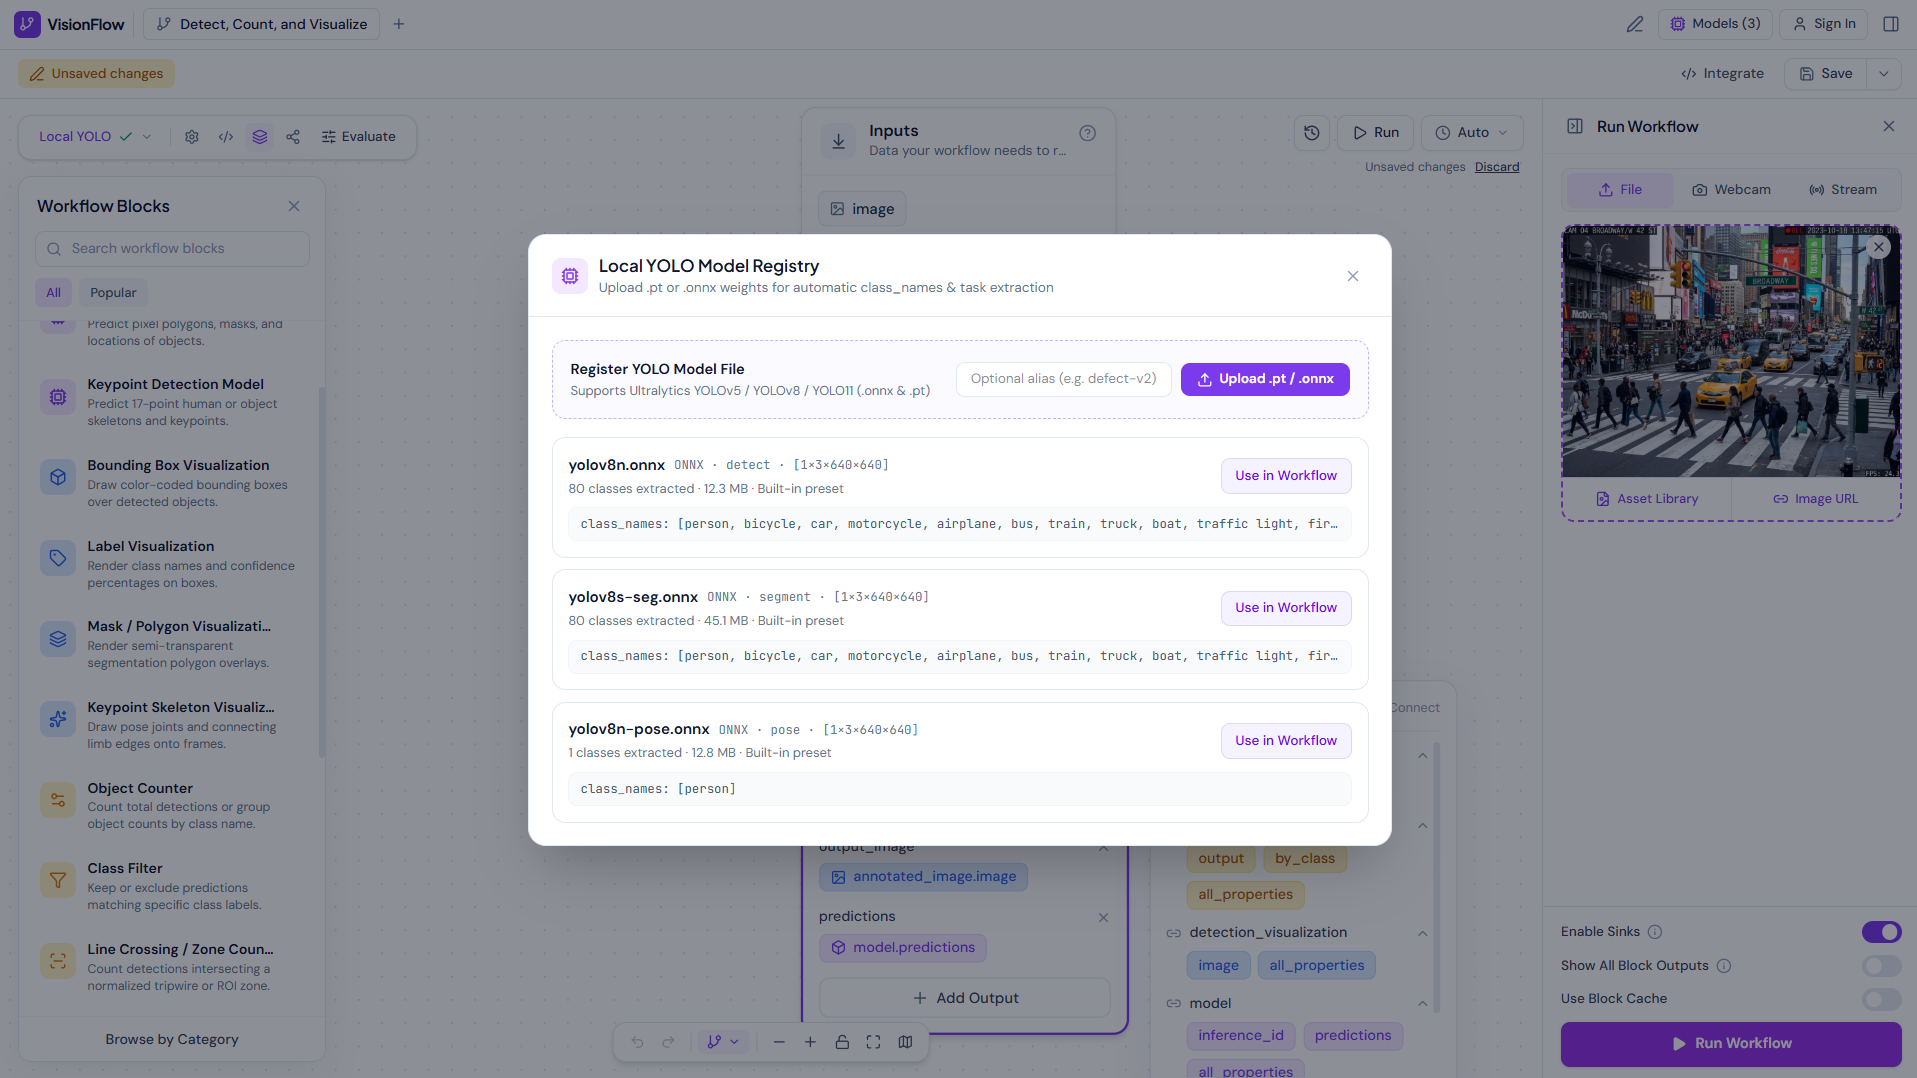 VisionFlow
Detect, Count, and Visualize
Models (3)
Sign In
Unsaved changes
Integrate
Save
Local YOLO
Evaluate
Workflow Blocks
Search workflow blocks
All
Popular
Predict pixel polygons, masks, and
locations of objects.
Keypoint Detection Model
Predict 17-point human or object
skeletons and keypoints.
Bounding Box Visualization
Draw color-coded bounding boxes
over detected objects.
Label Visualization
Render class names and confidence
percentages on boxes.
Mask / Polygon Visualizati...
Render semi-transparent
segmentation polygon overlays.
Keypoint Skeleton Visualiz...
Draw pose joints and connecting
limb edges onto frames.
Object Counter
Count total detections or group
object counts by class name.
Class Filter
Keep or exclude predictions
matching specific class labels.
Line Crossing / Zone Coun...
Count detections intersecting a
normalized tripwire or ROI zone.
Browse by Category
Inputs
Data your workflow needs to r...
image
Run
Auto
Unsaved changes Discard
Local YOLO Model Registry
Upload .pt or .onnx weights for automatic class_names & task extraction
Register YOLO Model File
Supports Ultralytics YOLOv5 / YOLOv8 / YOLO11 (.onnx & .pt)
Optional alias (e.g. defect-v2)
Upload .pt / .onnx
yolov8n.onnx ONNX · detect · [1×3×640×640]
80 classes extracted · 12.3 MB · Built-in preset
Use in Workflow
class_names: [person, bicycle, car, motorcycle, airplane, bus, train, truck, boat, traffic light, fir...
yolov8s-seg.onnx ONNX · segment · [1×3×640×640]
80 classes extracted · 45.1 MB · Built-in preset
Use in Workflow
class_names: [person, bicycle, car, motorcycle, airplane, bus, train, truck, boat, traffic light, fir...
yolov8n-pose.onnx ONNX · pose · [1×3×640×640]
1 classes extracted · 12.8 MB · Built-in preset
Use in Workflow
class_names: [person]
output_image
annotated_image.image
predictions
model.predictions
Add Output
Connect
output
by_class
all_properties
detection_visualization
image
all_properties
model
inference_id
predictions
all_properties
Run Workflow
File
Webcam
Stream
BROADWAY
Asset Library
Image URL
Enable Sinks
Show All Block Outputs
Use Block Cache
Run Workflow